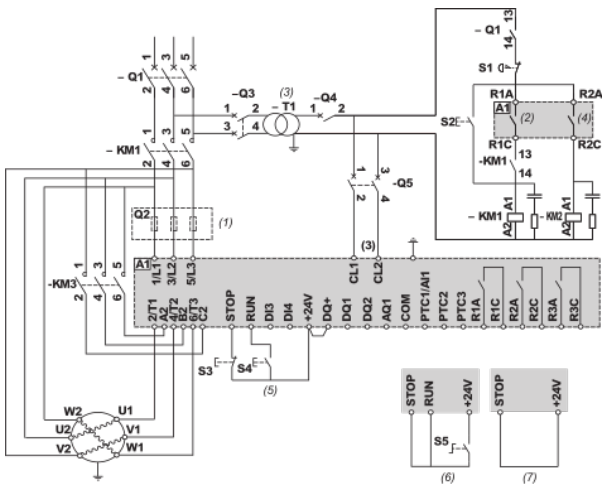 13
– Q1
14
S1
R1A
R2A
A1
(2)
(4)
R1C
R2C
S2
13
-KM1
14
A1
A1
– KM1
– KM2
A2
A2
1 3 5
– Q1
2 4 6
–Q3
(3)
– T1
–Q4
1 2
1 2
3 4
1 3 5
– KM1
2 4 6
1 3
-Q5
2 4
Q2
(1)
(3)
A1
1/L1
3/L2
5/L3
CL1
CL2
1 3 5
-KM3
2 4 6
2/T1
A2
4/T2
B2
6/T3
C2
STOP
RUN
DI3
DI4
+24V
DQ+
DQ1
DQ2
AQ1
COM
PTC1/AI1
PTC2
PTC3
R1A
R1C
R2A
R2C
R3A
R3C
S3
S4
(5)
W2
U1
U2
V1
V2
W1
STOP
RUN
+24V
S5
(6)
STOP
+24V
(7)